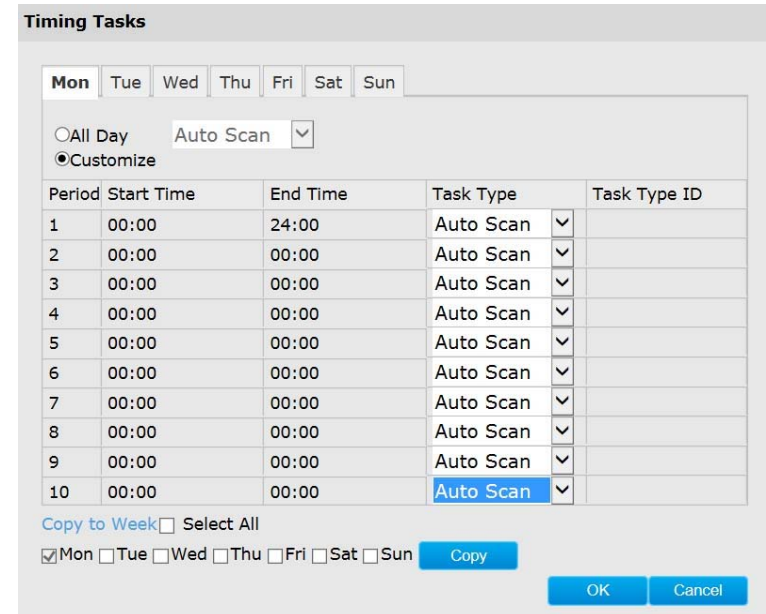 Timing Tasks
Mon Tue Wed Thu Fri Sat Sun
All Day Auto Scan
Customize
Period Start Time End Time Task Type Task Type ID
1 00:00 24:00 Auto Scan
2 00:00 00:00 Auto Scan
3 00:00 00:00 Auto Scan
4 00:00 00:00 Auto Scan
5 00:00 00:00 Auto Scan
6 00:00 00:00 Auto Scan
7 00:00 00:00 Auto Scan
8 00:00 00:00 Auto Scan
9 00:00 00:00 Auto Scan
10 00:00 00:00 Auto Scan
Copy to Week Select All
Mon Tue Wed Thu Fri Sat Sun Copy
OK Cancel